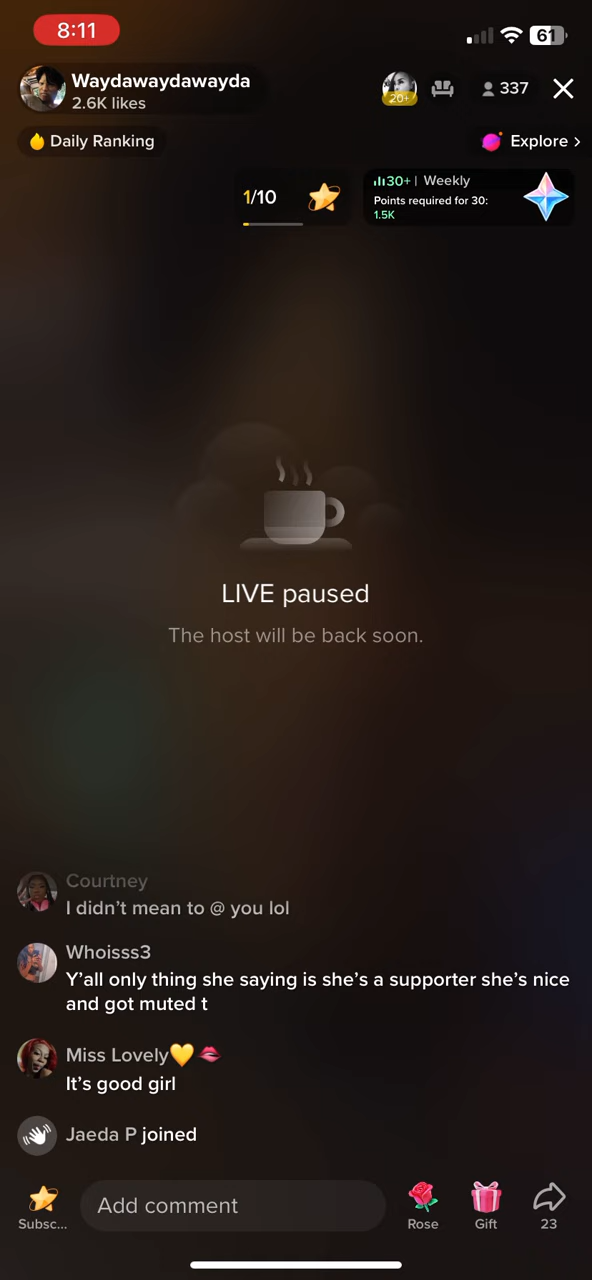 8:11
61
Waydawaydawayda
2.6K likes
20+
337
Daily Ranking
Explore >
1/10
30+ | Weekly
Points required for 30:
1.5K
LIVE paused
The host will be back soon.
Courtney
I didn't mean to @ you lol
Whoisss3
Y'all only thing she saying is she's a supporter she's nice
and got muted t
Miss Lovely💛💋
It's good girl
Jaeda P joined
Add comment
Subsc...
Rose
Gift
23